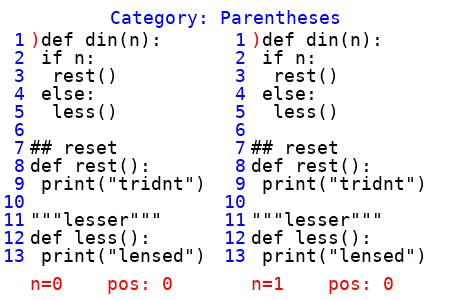 Category: Parentheses
1 )def din(n):
2  if n:
3   rest()
4  else:
5   less()
6
7 ## reset
8 def rest():
9  print("tridnt")
10
11 """lesser"""
12 def less():
13  print("lensed")
n=0 pos: 0
1 )def din(n):
2  if n:
3   rest()
4  else:
5   less()
6
7 ## reset
8 def rest():
9  print("tridnt")
10
11 """lesser"""
12 def less():
13  print("lensed")
n=1 pos: 0